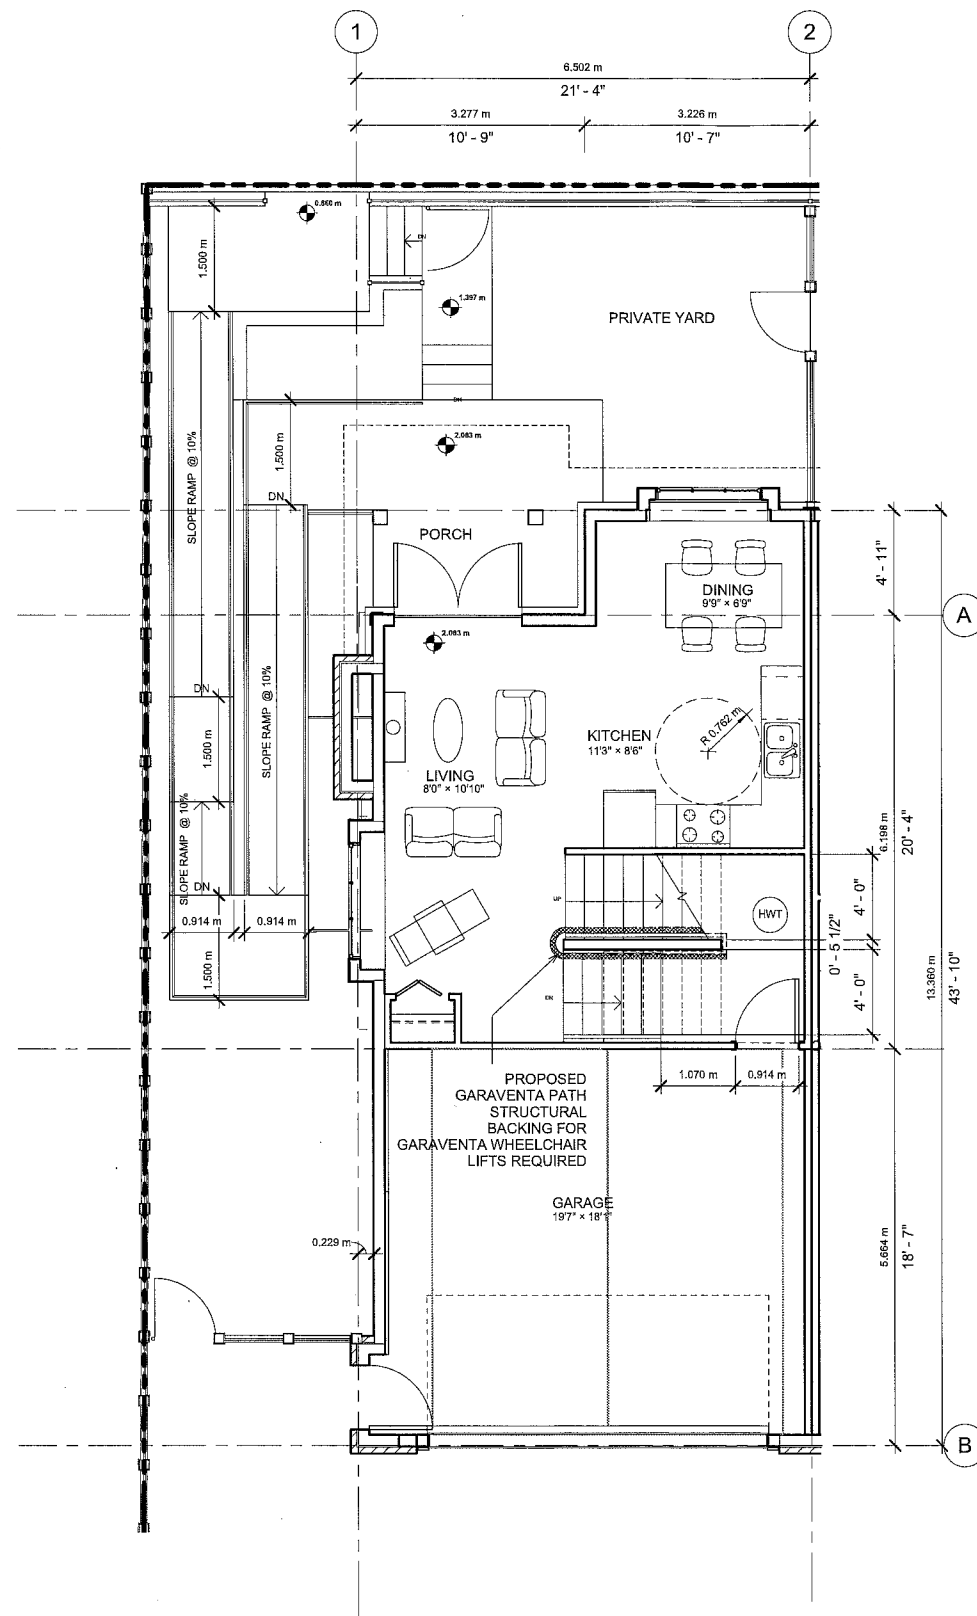 1
2
6.502 m
21' - 4"
3.277 m
3.226 m
10' - 9"
10' - 7"
0.660 m
DN
1.500 m
1.397 m
PRIVATE YARD
DN
2.083 m
1.500 m
SLOPE RAMP @ 10%
DN
PORCH
4' - 11"
DINING
9'9" × 6'9"
A
2.083 m
DN
SLOPE RAMP @ 10%
R 0.762 m
KITCHEN
11'3" × 8'6"
1.500 m
LIVING
8'0" × 10'10"
SLOPE RAMP @ 10%
6.198 m
20' - 4"
DN
UP
HWT
4' - 0"
0.914 m
0.914 m
0' - 5 1/2"
1.500 m
DN
4' - 0"
13.360 m
43' - 10"
1.070 m
0.914 m
PROPOSED
GARAVENTA PATH
STRUCTURAL
BACKING FOR
GARAVENTA WHEELCHAIR
LIFTS REQUIRED
GARAGE
19'7" × 18'1"
0.229 m
5.664 m
18' - 7"
B